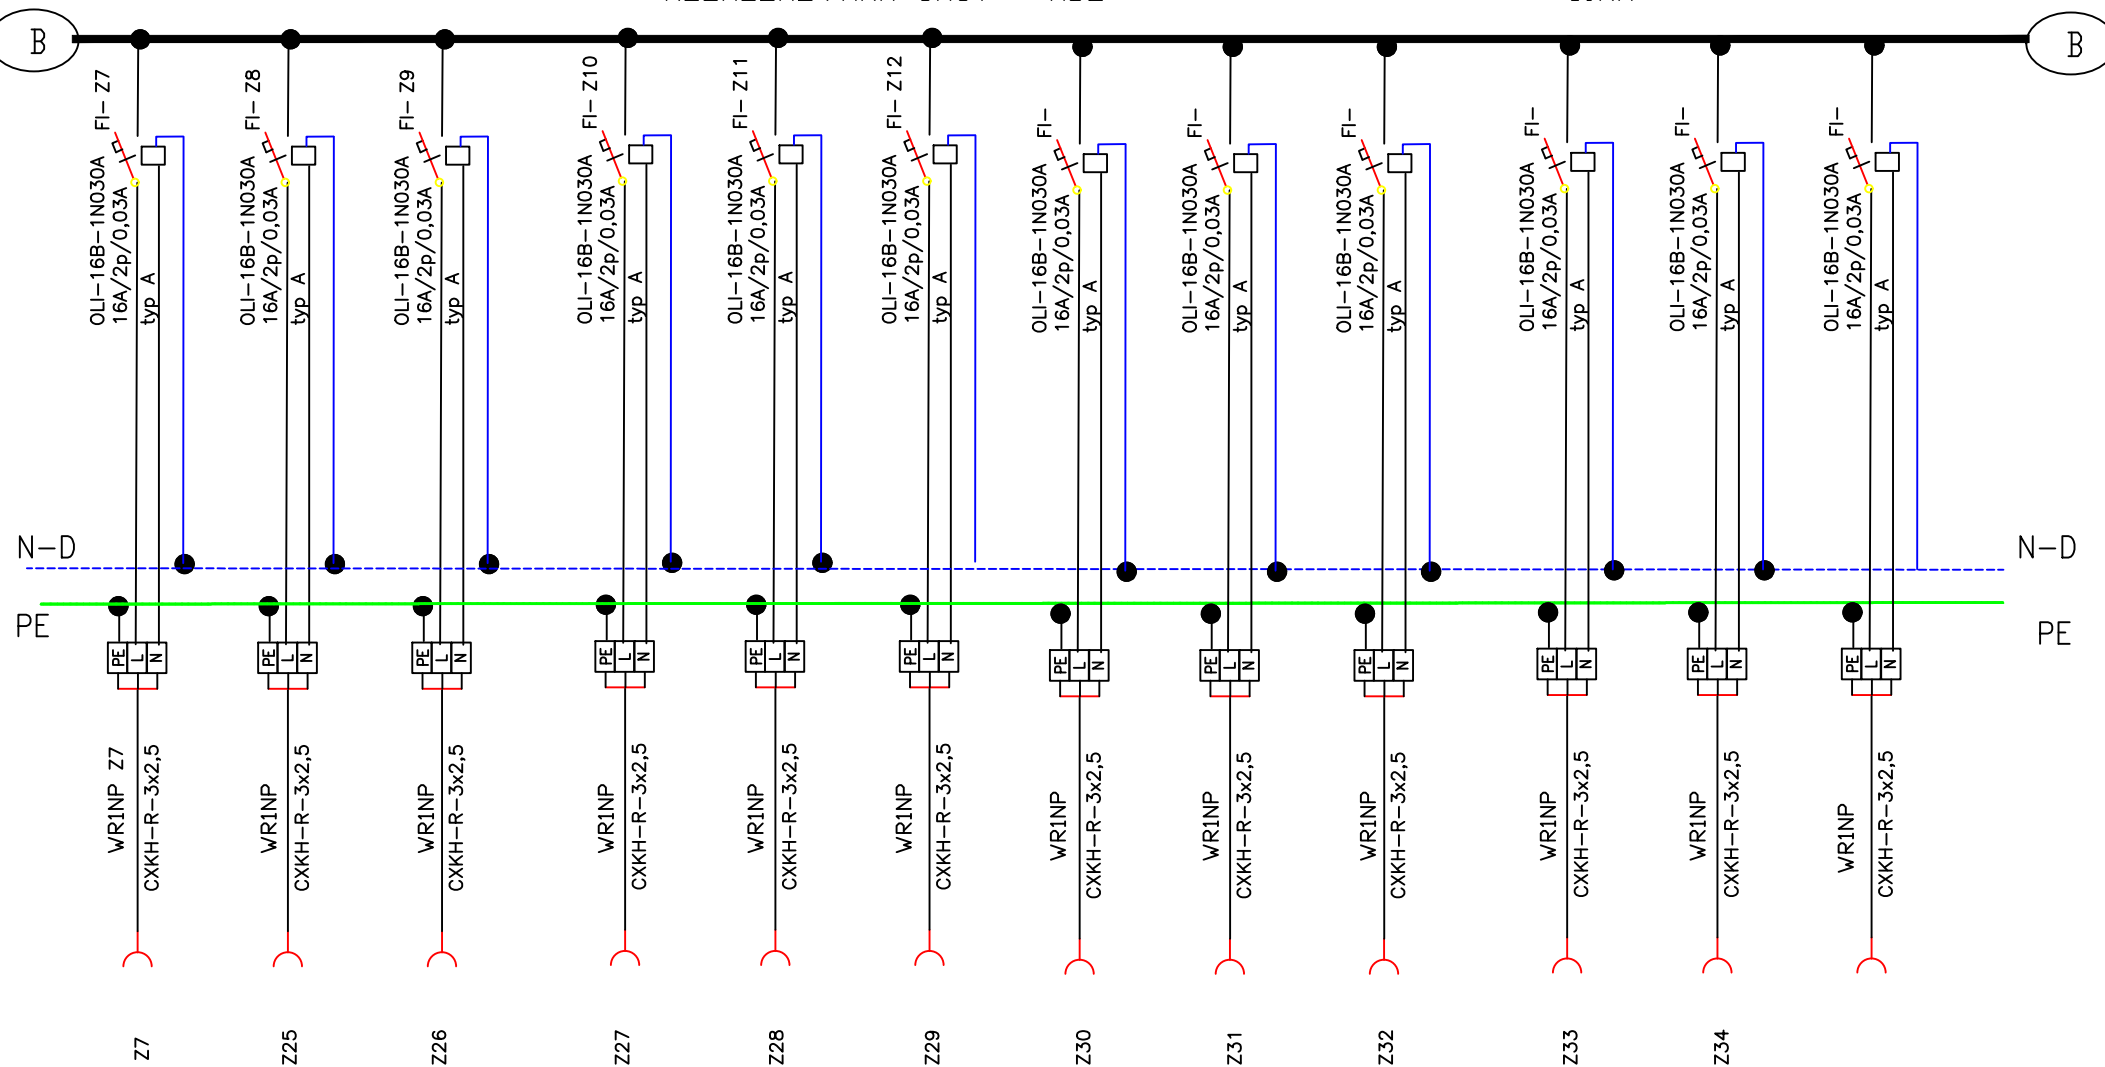 B
B
FI- Z7
OLI-16B-1N030A
16A/2p/0,03A
typ A
FI- Z8
OLI-16B-1N030A
16A/2p/0,03A
typ A
FI- Z9
OLI-16B-1N030A
16A/2p/0,03A
typ A
FI- Z10
OLI-16B-1N030A
16A/2p/0,03A
typ A
FI- Z11
OLI-16B-1N030A
16A/2p/0,03A
typ A
FI- Z12
OLI-16B-1N030A
16A/2p/0,03A
typ A
FI-
OLI-16B-1N030A
16A/2p/0,03A
typ A
FI-
OLI-16B-1N030A
16A/2p/0,03A
typ A
FI-
OLI-16B-1N030A
16A/2p/0,03A
typ A
FI-
OLI-16B-1N030A
16A/2p/0,03A
typ A
FI-
OLI-16B-1N030A
16A/2p/0,03A
typ A
FI-
OLI-16B-1N030A
16A/2p/0,03A
typ A
N-D
N-D
PE
PE
PE L N
PE L N
PE L N
PE L N
PE L N
PE L N
PE L N
PE L N
PE L N
PE L N
PE L N
PE L N
WR1NP Z7
CXKH-R-3x2,5
WR1NP
CXKH-R-3x2,5
WR1NP
CXKH-R-3x2,5
WR1NP
CXKH-R-3x2,5
WR1NP
CXKH-R-3x2,5
WR1NP
CXKH-R-3x2,5
WR1NP
CXKH-R-3x2,5
WR1NP
CXKH-R-3x2,5
WR1NP
CXKH-R-3x2,5
WR1NP
CXKH-R-3x2,5
WR1NP
CXKH-R-3x2,5
WR1NP
CXKH-R-3x2,5
Z7
Z25
Z26
Z27
Z28
Z29
Z30
Z31
Z32
Z33
Z34